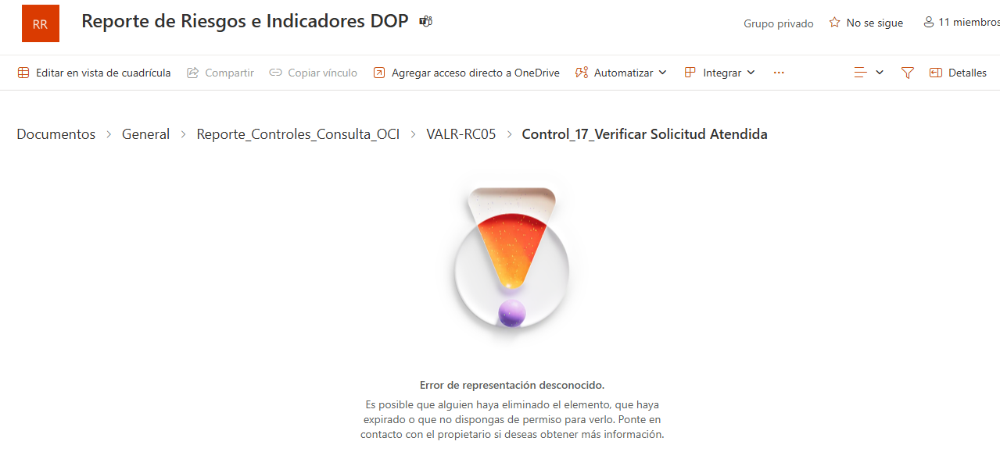 RR
Reporte de Riesgos e Indicadores DOP
Grupo privado
No se sigue
11 miembros
Editar en vista de cuadrícula
Compartir
Copiar vínculo
Agregar acceso directo a OneDrive
Automatizar
Integrar
Detalles
Documentos > General > Reporte_Controles_Consulta_OCI > VALR-RC05 > Control_17_Verificar Solicitud Atendida
Error de representación desconocido.
Es posible que alguien haya eliminado el elemento, que haya
expirado o que no dispongas de permiso para verlo. Ponte en
contacto con el propietario si deseas obtener más información.